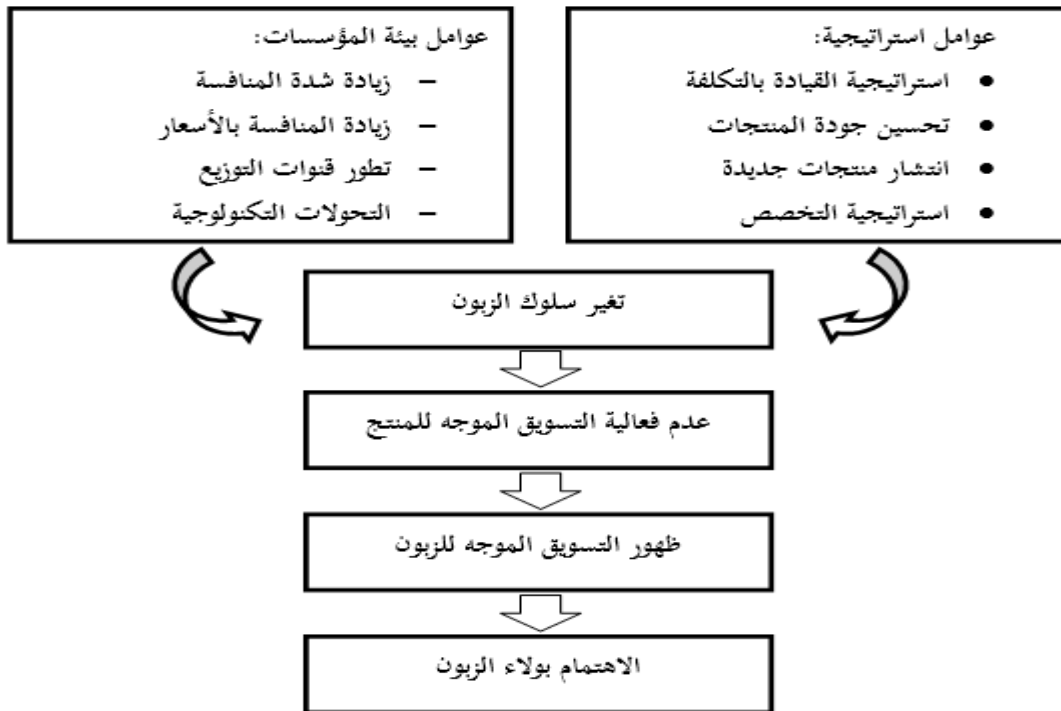 عوامل استراتيجية:
● استراتيجية القيادة بالتكلفة
● تحسين جودة المنتجات
● انتشار منتجات جديدة
● استراتيجية التخصص
عوامل بيئة المؤسسات:
– زيادة شدة المنافسة
– زيادة المنافسة بالأسعار
– تطور قنوات التوزيع
– التحولات التكنولوجية
تغير سلوك الزبون
عدم فعالية التسويق الموجه للمنتج
ظهور التسويق الموجه للزبون
الاهتمام بولاء الزبون